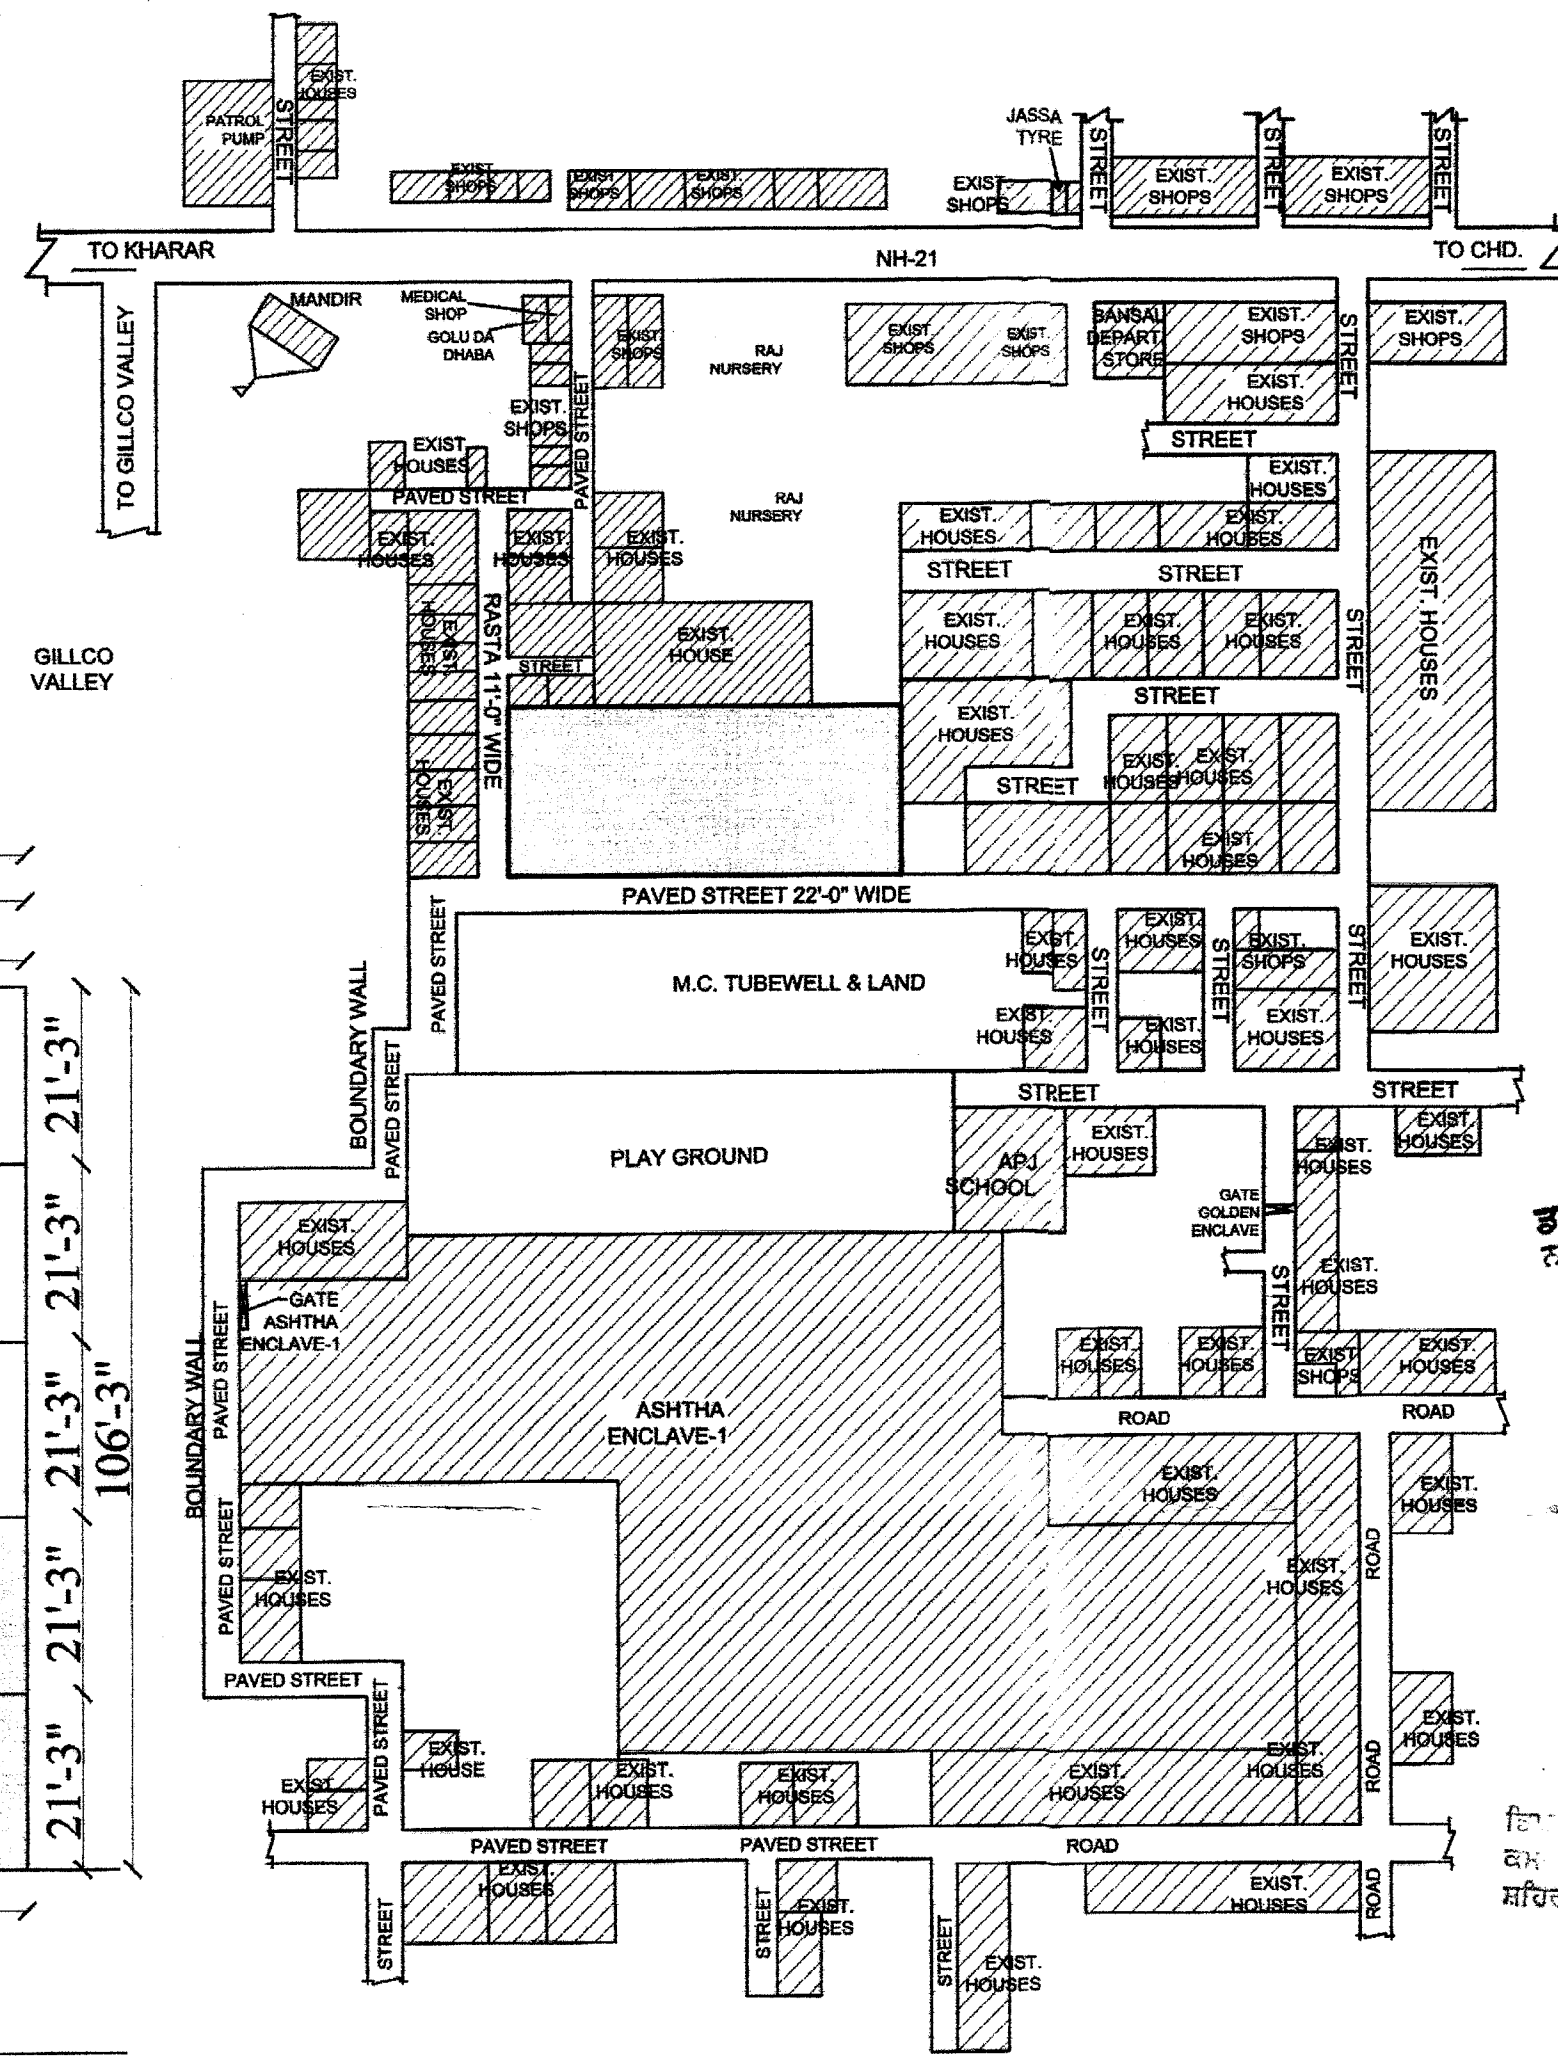 EXIST.
HOUSES
STREET
PATROL
PUMP
JASSA
TYRE
STREET
STREET
STREET
EXIST
SHOPS
EXIST
SHOPS
EXIST
SHOPS
EXIST
SHOPS
EXIST.
SHOPS
EXIST.
SHOPS
TO KHARAR
NH-21
TO CHD.
TO GILLCO VALLEY
MANDIR
MEDICAL
SHOP
GOLU DA
DHABA
EXIST
SHOPS
RAJ
NURSERY
EXIST
SHOPS
EXIST
SHOPS
BANSAL
DEPART.
STORE
EXIST.
SHOPS
STREET
EXIST.
SHOPS
EXIST.
HOUSES
EXIST.
SHOPS
PAVED STREET
STREET
EXIST
HOUSES
EXIST.
HOUSES
PAVED STREET
RAJ
NURSERY
EXIST.
HOUSES
EXIST.
HOUSES
EXIST.
HOUSES
EXIST.
HOUSES
EXIST.
HOUSES
EXIST. HOUSES
STREET
STREET
RASTA 11'-0" WIDE
EXIST.
HOUSES
EXIST.
HOUSE
EXIST.
HOUSES
EXIST.
HOUSES
EXIST.
HOUSES
STREET
GILLCO
VALLEY
STREET
STREET
EXIST.
HOUSES
EXIST.
HOUSES
EXIST.
HOUSES
EXIST.
HOUSES
STREET
EXIST.
HOUSES
PAVED STREET 22'-0" WIDE
PAVED STREET
M.C. TUBEWELL & LAND
EXIST.
HOUSES
STREET
EXIST.
HOUSES
STREET
EXIST.
SHOPS
STREET
EXIST.
HOUSES
EXIST.
HOUSES
EXIST.
HOUSES
EXIST.
HOUSES
BOUNDARY WALL
PAVED STREET
STREET
STREET
PLAY GROUND
APJ
SCHOOL
EXIST.
HOUSES
EXIST.
HOUSES
EXIST.
HOUSES
GATE
GOLDEN
ENCLAVE
EXIST.
HOUSES
EXIST.
HOUSES
STREET
GATE
ASHTHA
ENCLAVE-1
PAVED STREET
BOUNDARY WALL
EXIST.
HOUSES
EXIST.
HOUSES
EXIST
SHOPS
EXIST.
HOUSES
ASHTHA
ENCLAVE-1
ROAD
ROAD
EXIST.
HOUSES
EXIST.
HOUSES
PAVED STREET
EXIST.
HOUSES
EXIST.
HOUSES
ROAD
PAVED STREET
PAVED STREET
EXIST.
HOUSE
EXIST.
HOUSES
EXIST
HOUSES
EXIST.
HOUSES
EXIST.
HOUSES
EXIST.
HOUSES
EXIST.
HOUSES
ROAD
PAVED STREET
PAVED STREET
ROAD
EXIST.
HOUSES
STREET
STREET
EXIST.
HOUSES
STREET
EXIST.
HOUSES
EXIST.
HOUSES
ROAD
21'-3"
21'-3"
21'-3"
21'-3"
21'-3"
106'-3"